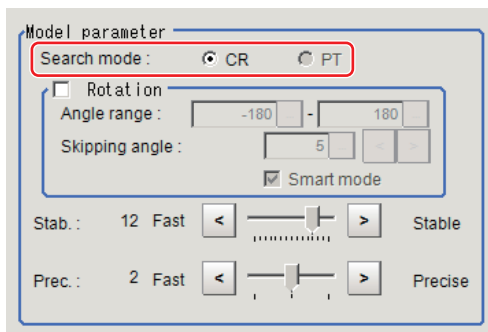 Model parameter
Search mode : CR PT
Rotation
Angle range : -180 - 180
Skipping angle : 5 < >
Smart mode
Stab. : 12 Fast < > Stable
Prec. : 2 Fast < > Precise